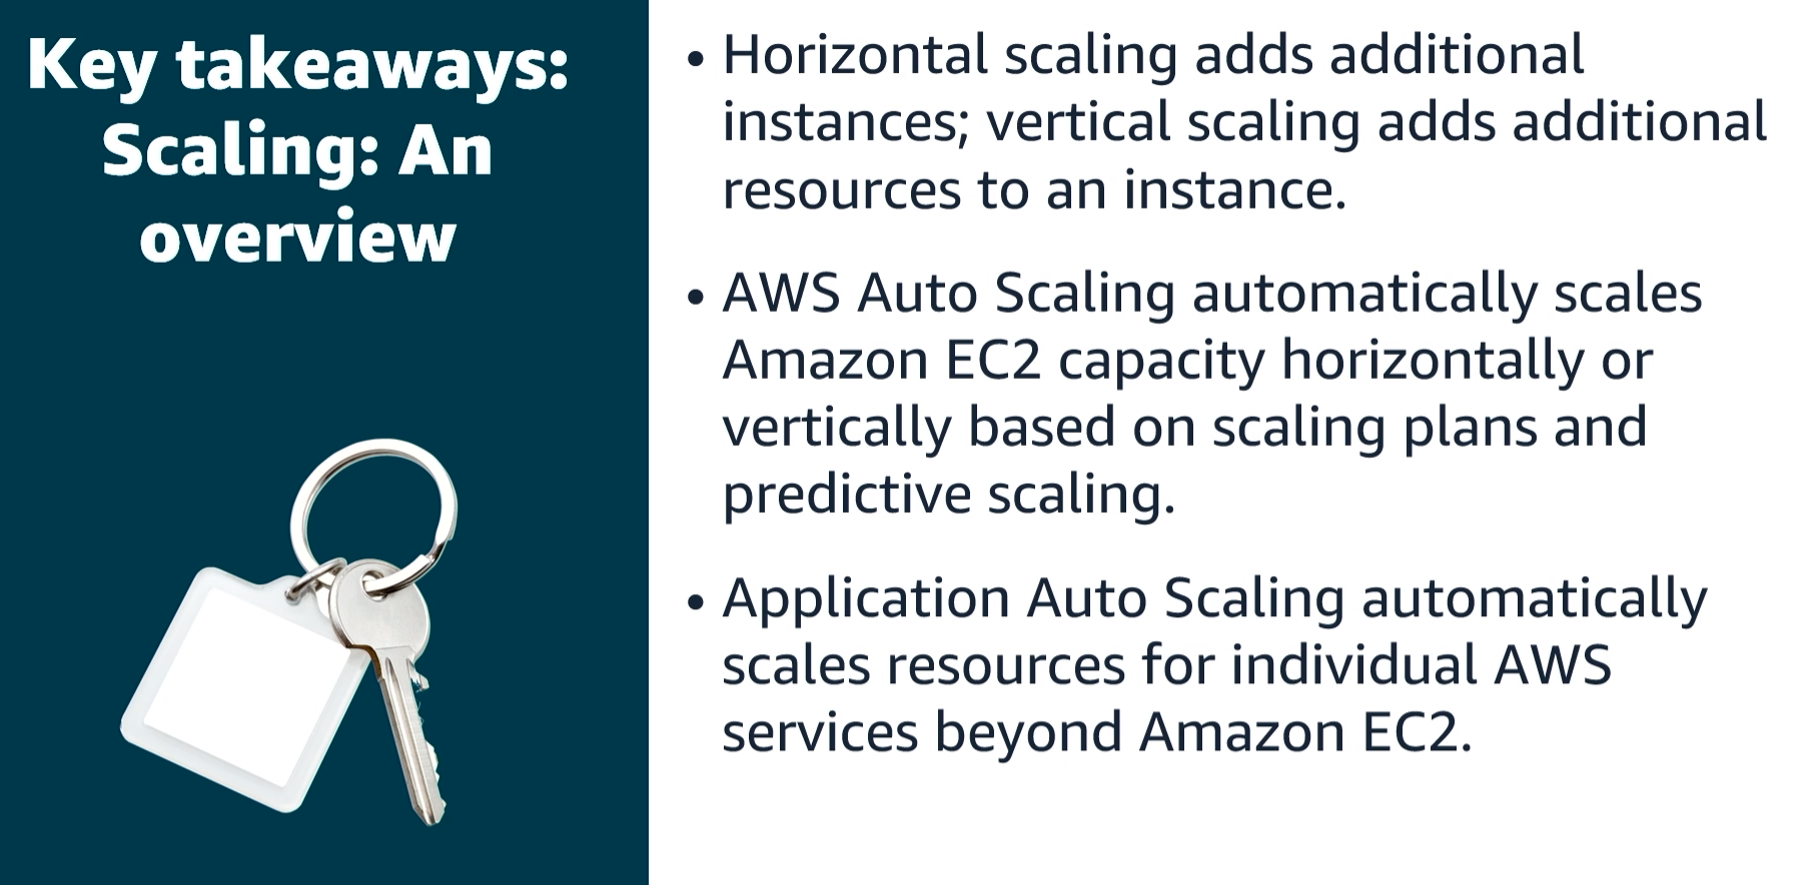 Key takeaways:
Scaling: An
overview
• Horizontal scaling adds additional
instances; vertical scaling adds additional
resources to an instance.
• AWS Auto Scaling automatically scales
Amazon EC2 capacity horizontally or
vertically based on scaling plans and
predictive scaling.
• Application Auto Scaling automatically
scales resources for individual AWS
services beyond Amazon EC2.